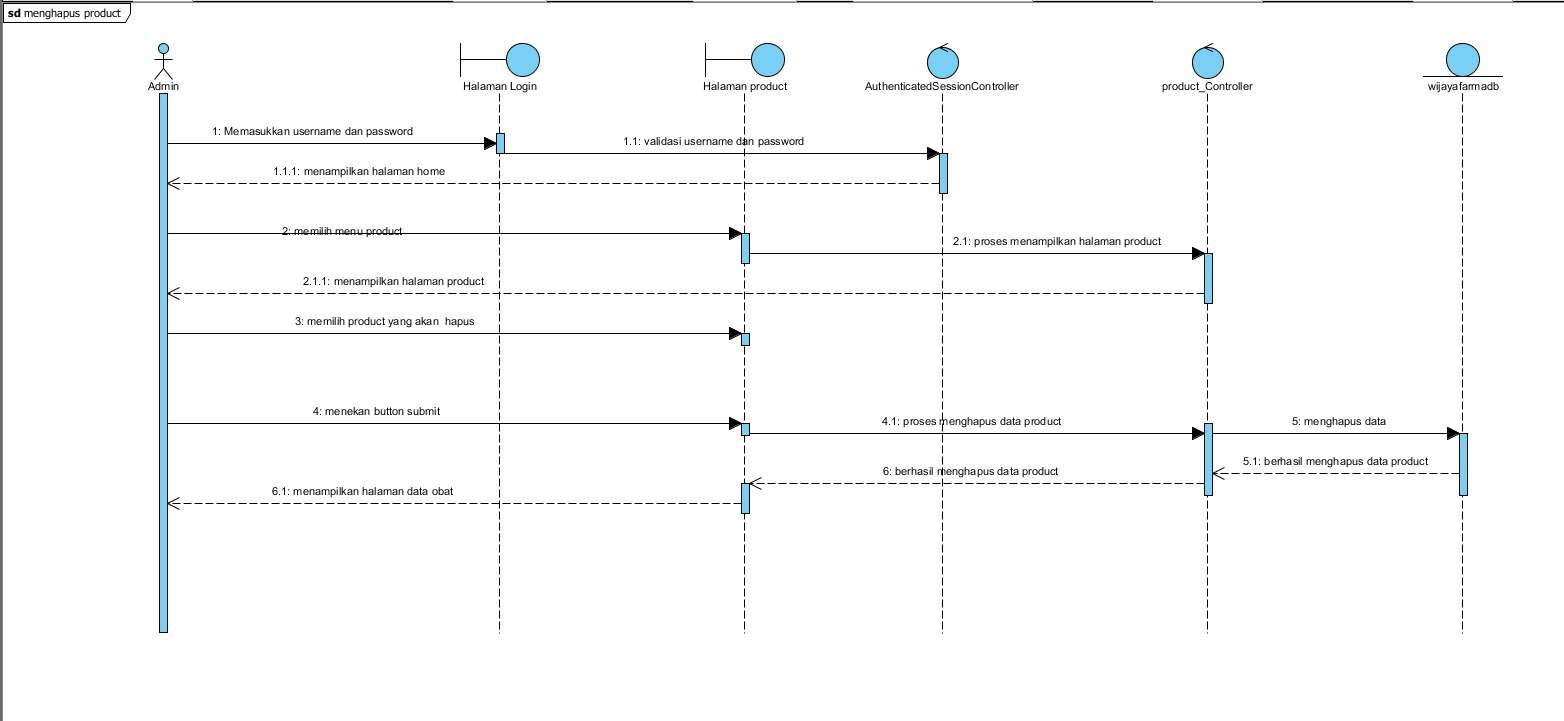 sd menghapus product
Admin
Halaman Login
Halaman product
AuthenticatedSessionController
product_Controller
wijayafarmadb
1: Memasukkan username dan password
1.1: validasi username dan password
1.1.1: menampilkan halaman home
2: memilih menu product
2.1: proses menampilkan halaman product
2.1.1: menampilkan halaman product
3: memilih product yang akan  hapus
4: menekan button submit
4.1: proses menghapus data product
5: menghapus data
5.1: berhasil menghapus data product
6: berhasil menghapus data product
6.1: menampilkan halaman data obat